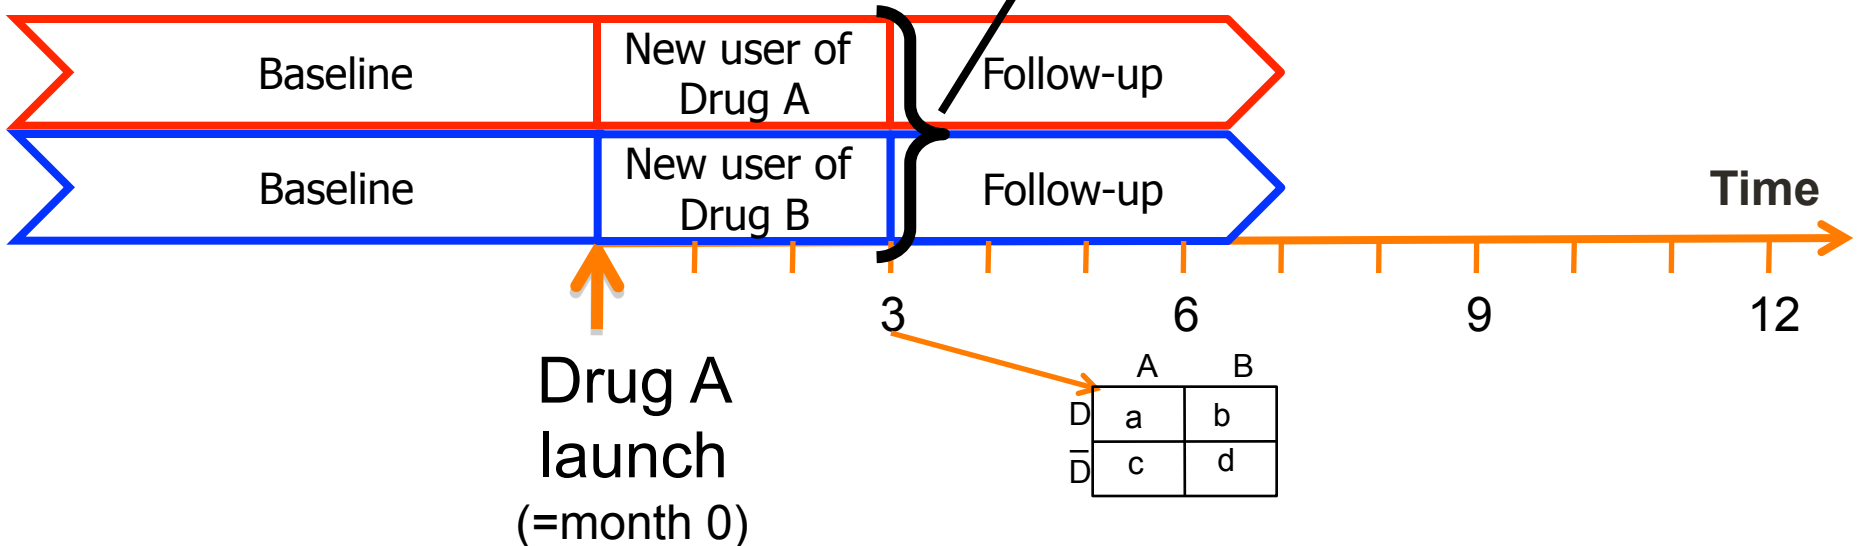 Baseline
New user of
Drug A
Follow-up
Baseline
New user of
Drug B
Follow-up
Time
3
6
9
12
Drug A
launch
(=month 0)
A B
D a b
D̅ c d